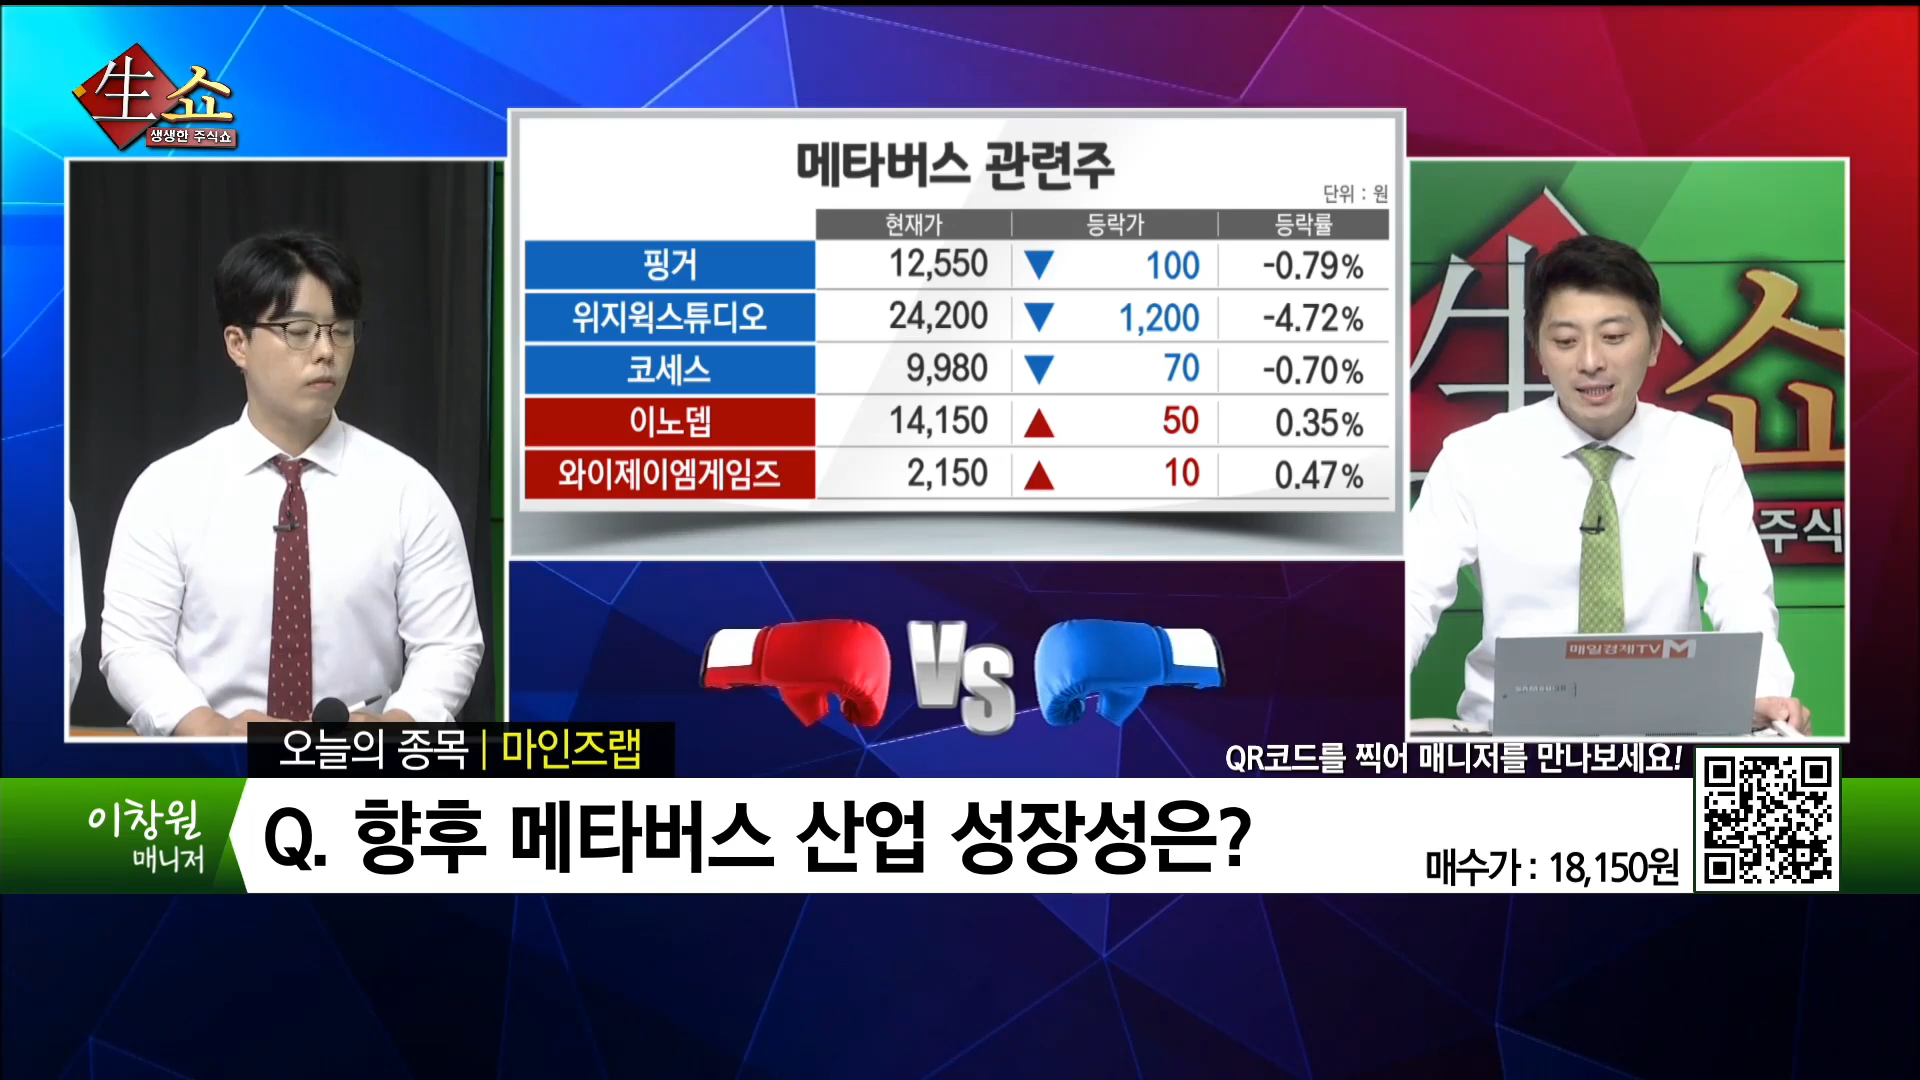 生쇼
생생한 주식쇼
메타버스 관련주
단위 : 원
현재가 등락가 등락률
핑거 12,550 ▼ 100 -0.79%
위지윅스튜디오 24,200 ▼ 1,200 -4.72%
코세스 9,980 ▼ 70 -0.70%
이노뎁 14,150 ▲ 50 0.35%
와이제이엠게임즈 2,150 ▲ 10 0.47%
生쇼
주식
매일경제TV M
SAMSUNG
VS
오늘의 종목 | 마인즈랩
QR코드를 찍어 매니저를 만나보세요!
이창원
매니저
Q. 향후 메타버스 산업 성장성은?
매수가 : 18,150원